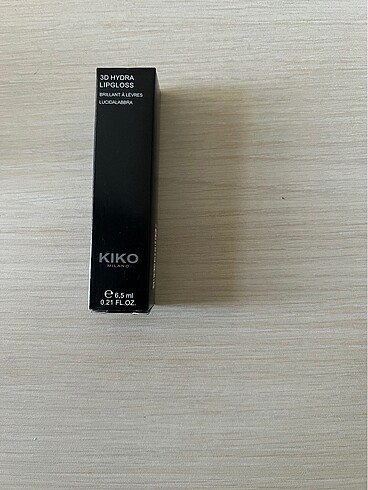 3D HYDRA
LIPGLOSS
BRILLANT À LÈVRES
LUCIDALABBRA
KIKO
MILANO
℮ 6,5 ml
0.21 FL.OZ.